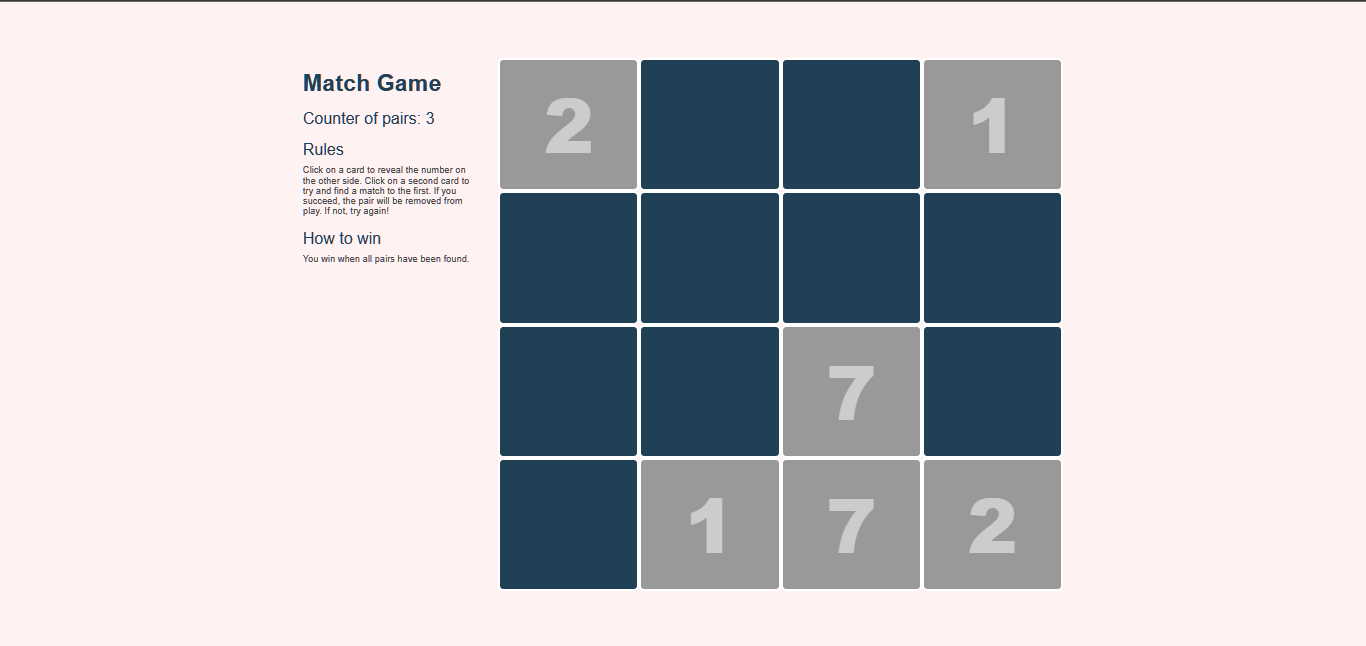 Match Game
Counter of pairs: 3
Rules
Click on a card to reveal the number on
the other side. Click on a second card to
try and find a match to the first. If you
succeed, the pair will be removed from
play. If not, try again!
How to win
You win when all pairs have been found.
2 1
7
1 7 2